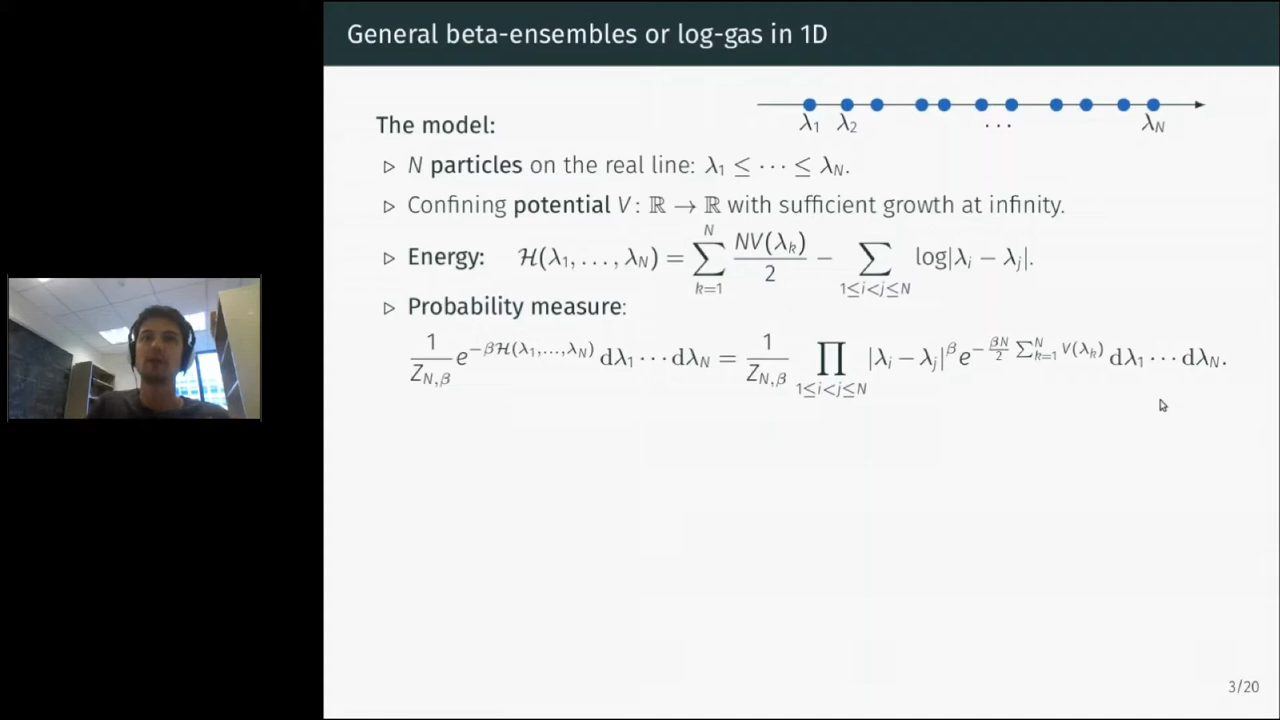 General beta-ensembles or log-gas in 1D
λ₁ λ₂ ⋯ λ_N
The model:
▷ N particles on the real line: λ₁ ≤ ⋯ ≤ λ_N.
▷ Confining potential V: ℝ → ℝ with sufficient growth at infinity.
▷ Energy: ℋ(λ₁, …, λ_N) = ∑_{k=1}^{N} NV(λ_k)/2 − ∑_{1≤i<j≤N} log|λ_i − λ_j|.
▷ Probability measure:
1/Z_{N,β} e^{−βℋ(λ₁,…,λ_N)} dλ₁ ⋯ dλ_N = 1/Z_{N,β} ∏_{1≤i<j≤N} |λ_i − λ_j|^β e^{−βN/2 ∑_{k=1}^{N} V(λ_k)} dλ₁ ⋯ dλ_N.
3/20